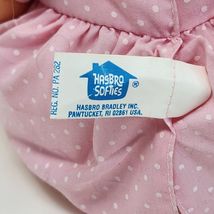 HASBRO
SOFTIES
®
HASBRO BRADLEY INC.
PAWTUCKET, RI 02861 USA.
REG. NO. PA 282